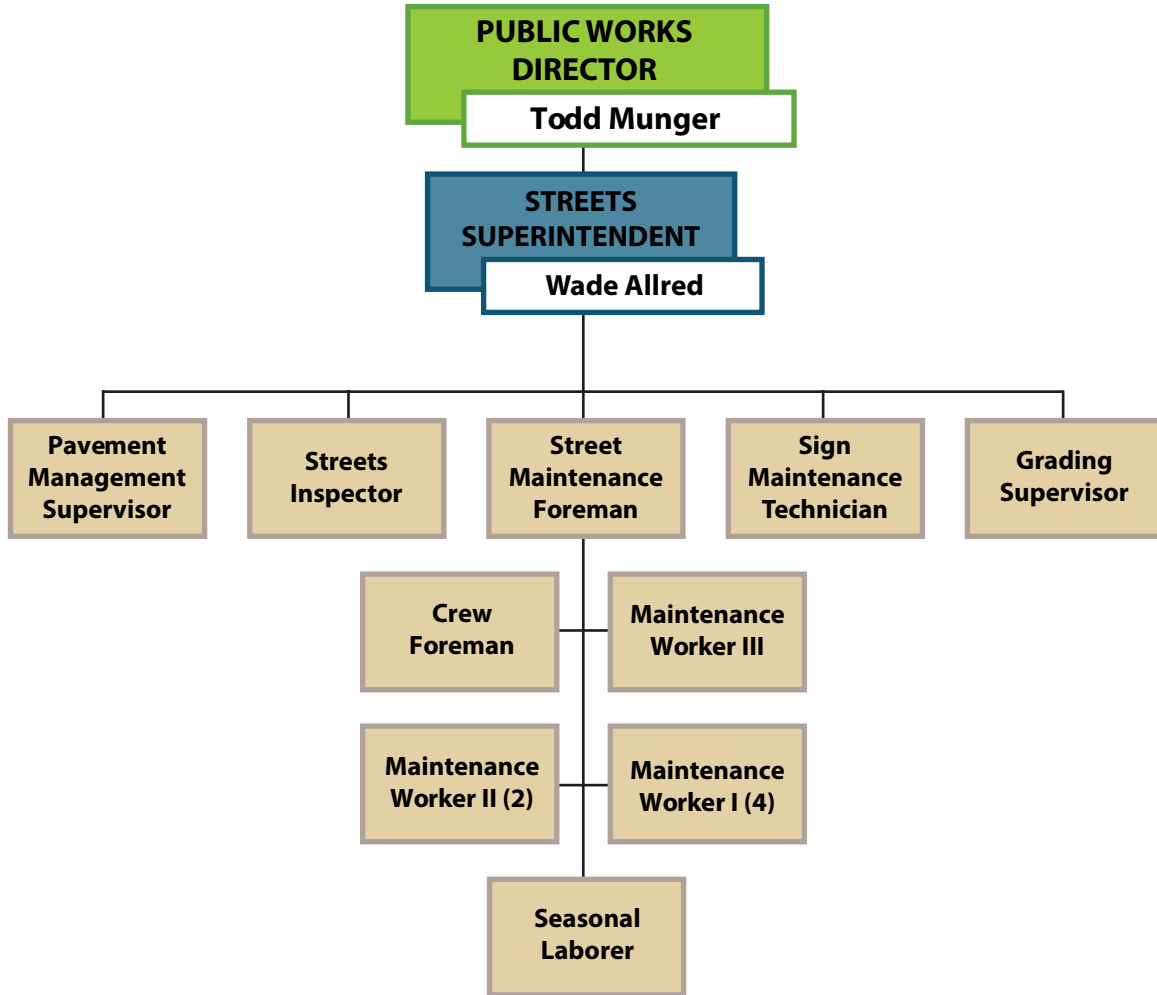 PUBLIC WORKS
DIRECTOR
Todd Munger
STREETS
SUPERINTENDENT
Wade Allred
Pavement
Management
Supervisor
Streets
Inspector
Street
Maintenance
Foreman
Sign
Maintenance
Technician
Grading
Supervisor
Crew
Foreman
Maintenance
Worker III
Maintenance
Worker II (2)
Maintenance
Worker I (4)
Seasonal
Laborer